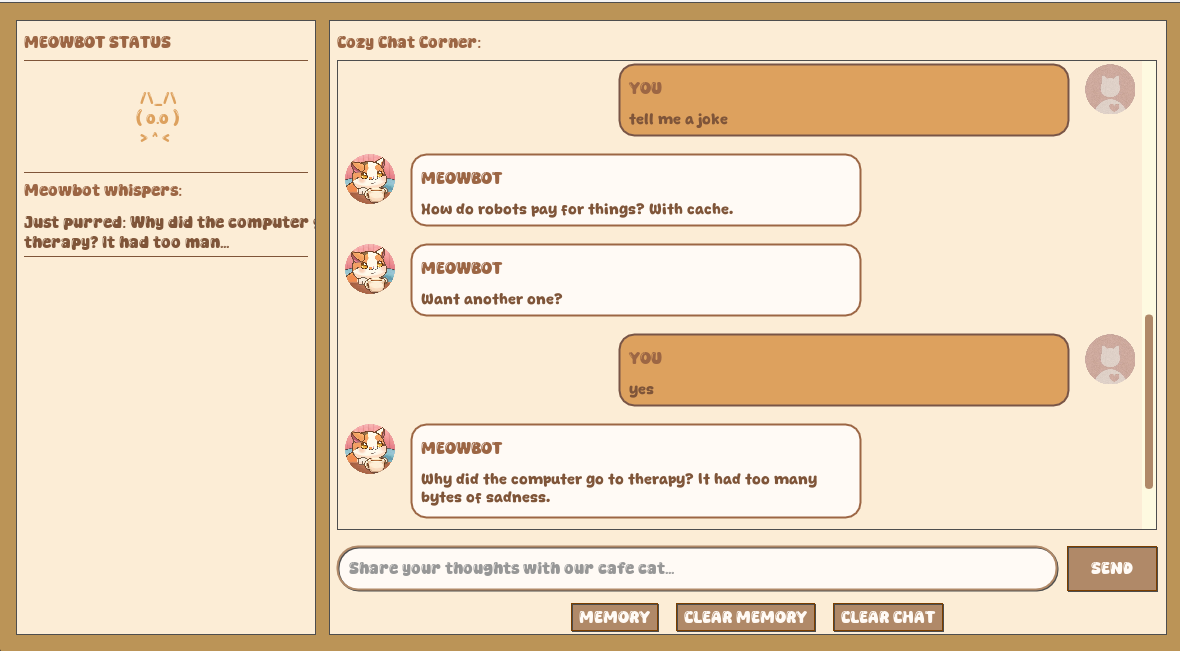 MEOWBOT STATUS
/\_/\
( o.o )
> ^ <
Meowbot whispers:
Just purred: Why did the computer
therapy? It had too man...
Cozy Chat Corner:
YOU
tell me a joke
MEOWBOT
How do robots pay for things? With cache.
MEOWBOT
Want another one?
YOU
yes
MEOWBOT
Why did the computer go to therapy? It had too many
bytes of sadness.
Share your thoughts with our cafe cat...
SEND
MEMORY
CLEAR MEMORY
CLEAR CHAT